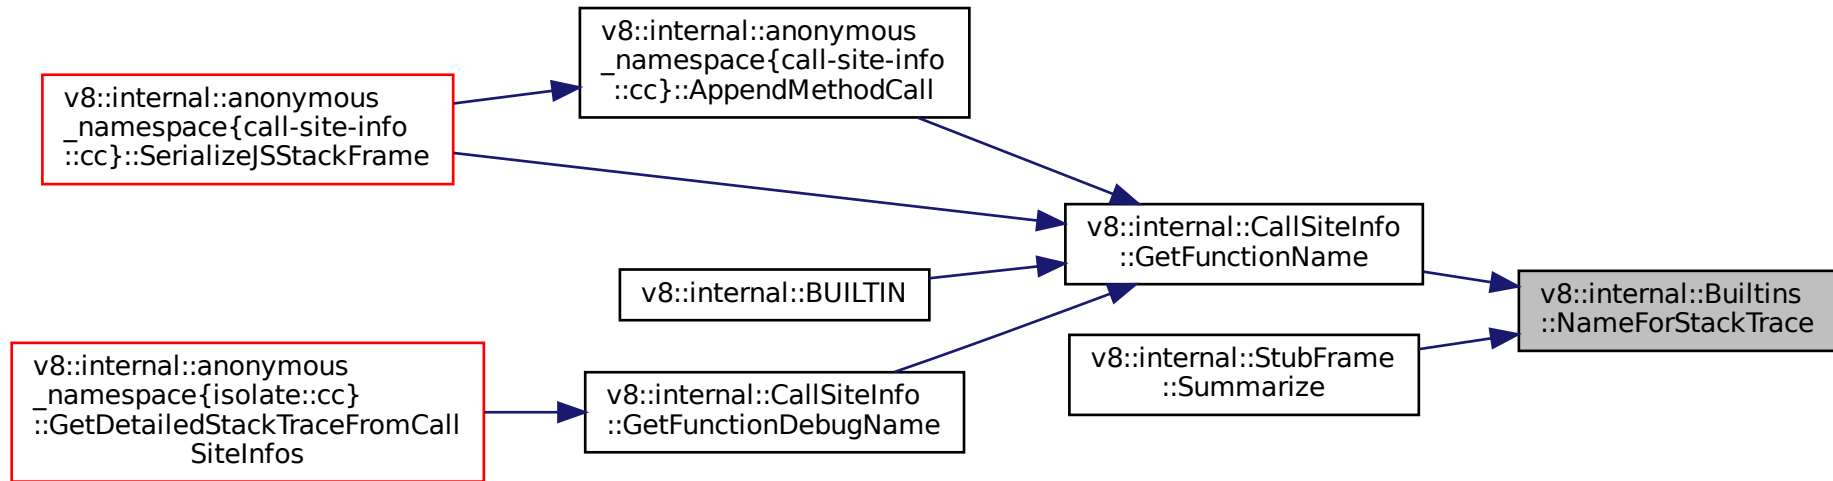 v8::internal::anonymous
_namespace{call-site-info
::cc}::AppendMethodCall
v8::internal::anonymous
_namespace{call-site-info
::cc}::SerializeJSStackFrame
v8::internal::CallSiteInfo
::GetFunctionName
v8::internal::BUILTIN
v8::internal::Builtins
::NameForStackTrace
v8::internal::StubFrame
::Summarize
v8::internal::anonymous
_namespace{isolate::cc}
::GetDetailedStackTraceFromCall
SiteInfos
v8::internal::CallSiteInfo
::GetFunctionDebugName